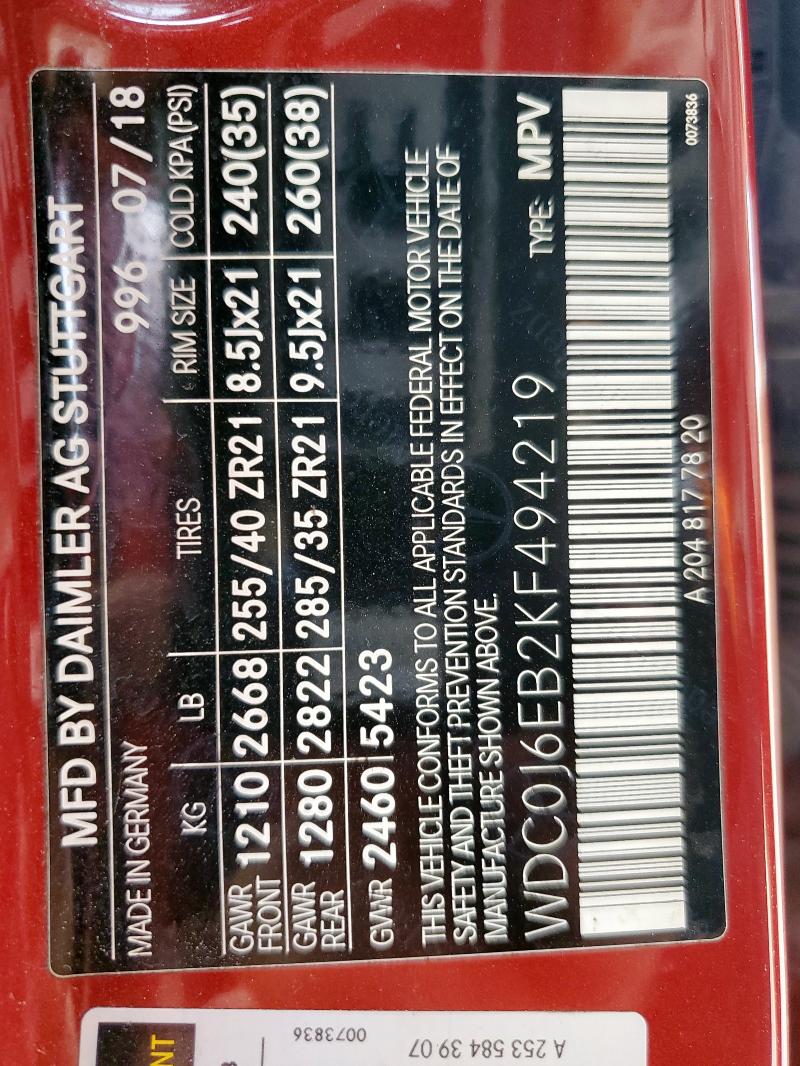 MFD BY DAIMLER AG STUTTGART
MADE IN GERMANY 996 07/18
KG LB TIRES RIM SIZE COLD KPA(PSI)
GAWR FRONT 1210 2668 255/40 ZR21 8.5Jx21 240(35)
GAWR REAR 1280 2822 285/35 ZR21 9.5Jx21 260(38)
GVWR 2460 5423
THIS VEHICLE CONFORMS TO ALL APPLICABLE FEDERAL MOTOR VEHICLE
SAFETY AND THEFT PREVENTION STANDARDS IN EFFECT ON THE DATE OF
MANUFACTURE SHOWN ABOVE.
WDC0J6EB2KF494219 TYPE: MPV
A 204 817 78 20
0073836
0073836
A 253 584 39 07